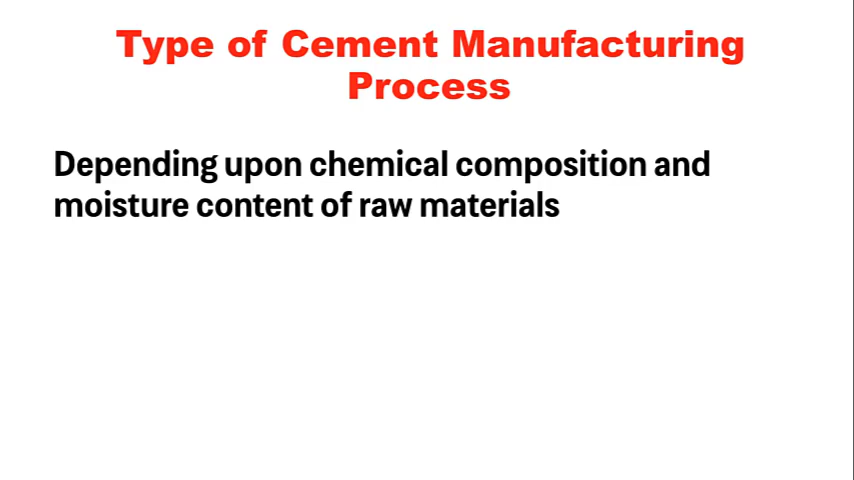 Type of Cement Manufacturing
Process
Depending upon chemical composition and
moisture content of raw materials